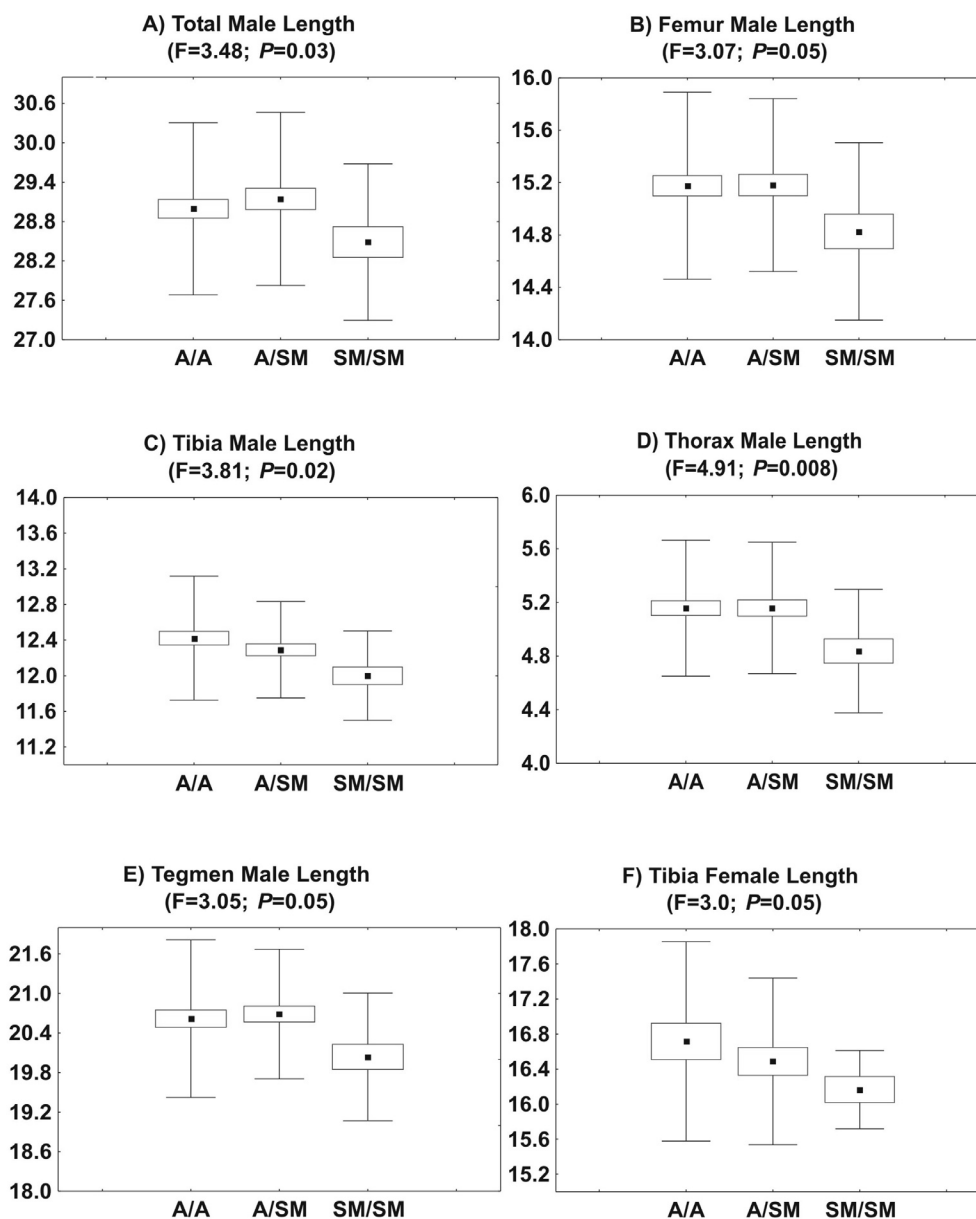 A) Total Male Length
(F=3.48; P=0.03)
30.6
30.0
29.4
28.8
28.2
27.6
27.0
A/A A/SM SM/SM
B) Femur Male Length
(F=3.07; P=0.05)
16.0
15.6
15.2
14.8
14.4
14.0
A/A A/SM SM/SM
C) Tibia Male Length
(F=3.81; P=0.02)
14.0
13.6
13.2
12.8
12.4
12.0
11.6
11.2
A/A A/SM SM/SM
D) Thorax Male Length
(F=4.91; P=0.008)
6.0
5.6
5.2
4.8
4.4
4.0
A/A A/SM SM/SM
E) Tegmen Male Length
(F=3.05; P=0.05)
21.6
21.0
20.4
19.8
19.2
18.6
18.0
A/A A/SM SM/SM
F) Tibia Female Length
(F=3.0; P=0.05)
18.0
17.6
17.2
16.8
16.4
16.0
15.6
15.2
A/A A/SM SM/SM